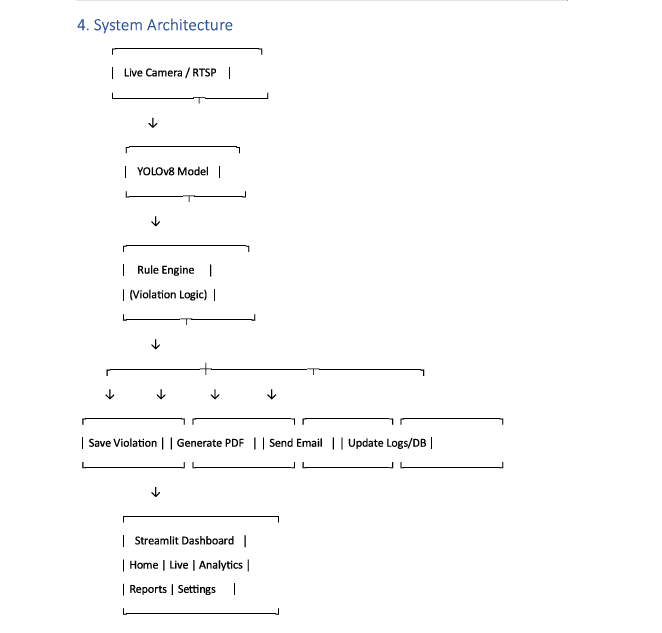 4. System Architecture
| Live Camera / RTSP |
↓
| YOLOv8 Model |
↓
| Rule Engine |
| (Violation Logic) |
↓
↓ ↓ ↓ ↓
| Save Violation | | Generate PDF | | Send Email | | Update Logs/DB |
↓
| Streamlit Dashboard |
| Home | Live | Analytics |
| Reports | Settings |